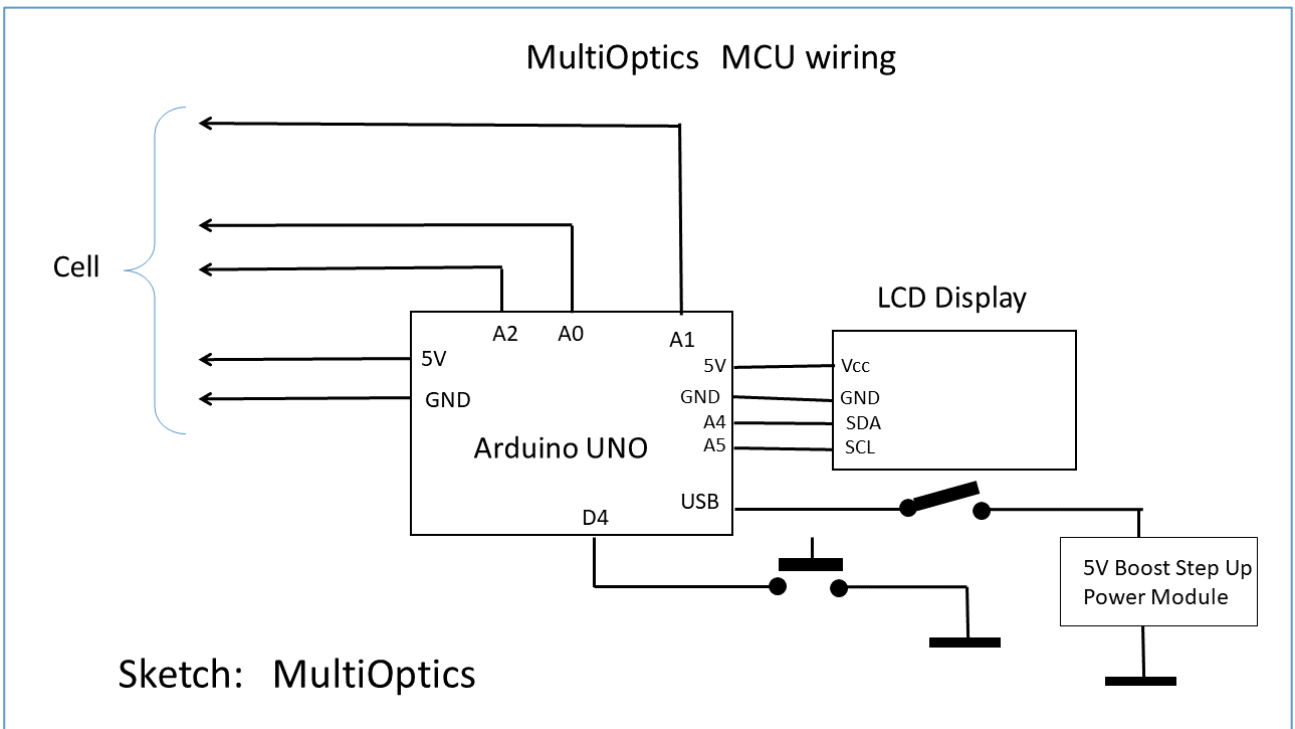 MultiOptics MCU wiring
Cell
LCD Display
A2
A0
A1
5V
GND
5V
GND
A4
A5
Vcc
GND
SDA
SCL
Arduino UNO
USB
D4
5V Boost Step Up
Power Module
Sketch: MultiOptics